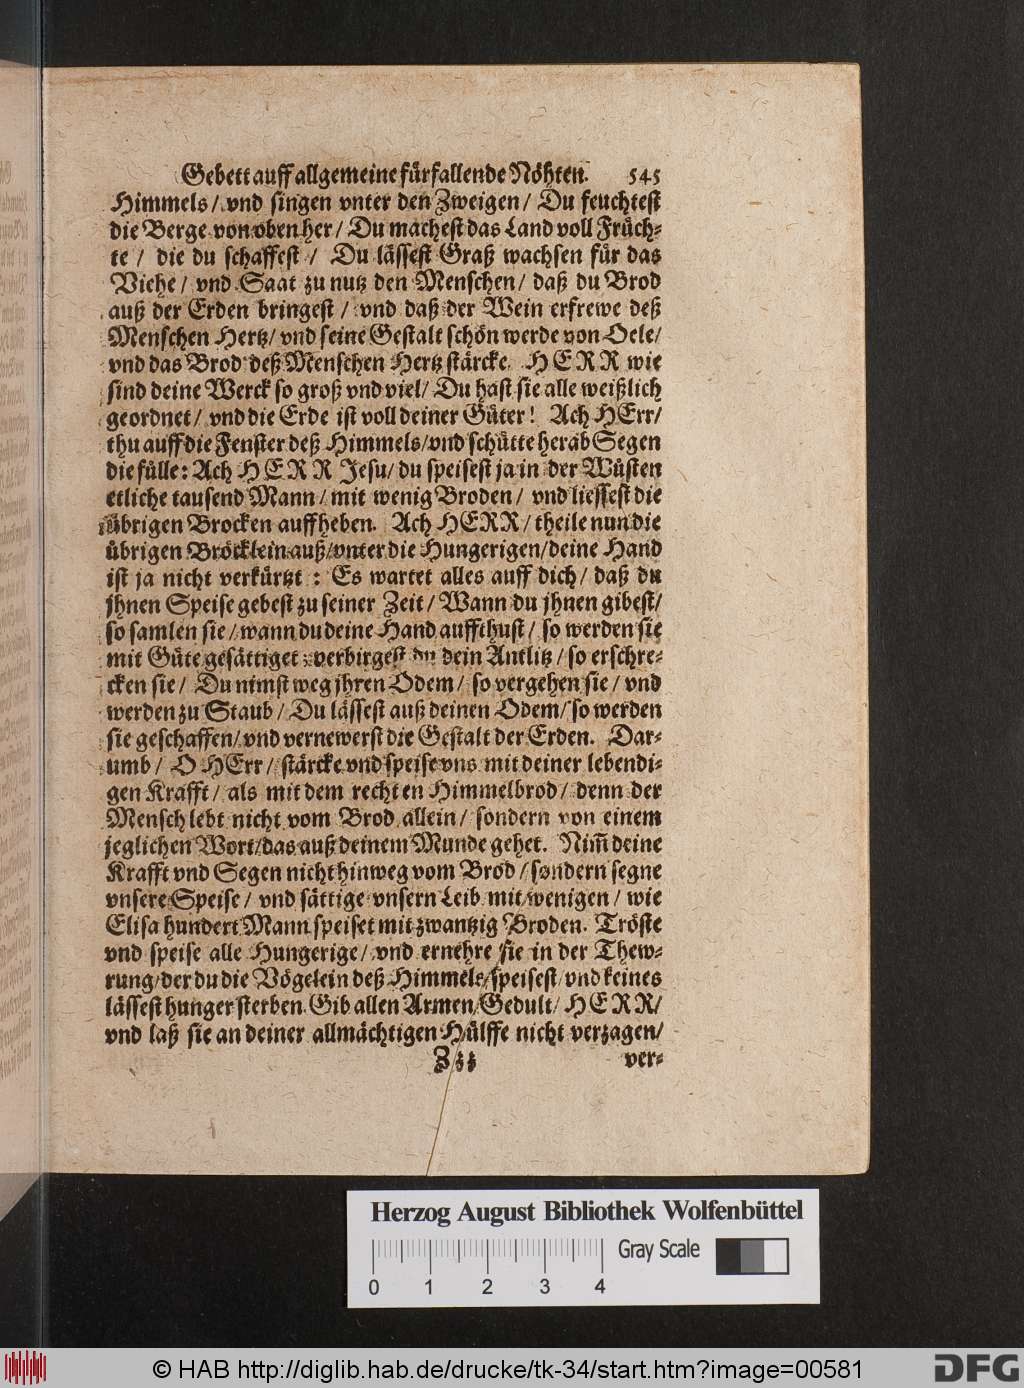 Gebett auff allgemeine fürfallende Nöhten. 545
Himmels / vnd singen vnter den Zweigen / Du feuchtest
die Berge von oben her / Du machest das Land voll Früch-
te / die du schaffest / Du lässest Graß wachsen für das
Viehe / vnd Saat zu nutz den Menschen / daß du Brod
auß der Erden bringest / vnd daß der Wein erfrewe deß
Menschen Hertz / vnd seine Gestalt schön werde von Oele /
vnd das Brod deß Menschen Hertz stärcke. HERR wie
sind deine Werck so groß vnd viel / Du hast sie alle weißlich
geordnet / vnd die Erde ist voll deiner Güter! Ach HErr /
thu auff die Fenster deß Himmels / vnd schütte herab Segen
die fülle: Ach HERR Jesu / du speisest ja in der Wüsten
etliche tausend Mann / mit wenig Broden / vnd liessest die
übrigen Brocken auffheben. Ach HERR / theile nun die
übrigen Bröcklein auß / vnter die Hungerigen / deine Hand
ist ja nicht verkürtzt : Es wartet alles auff dich / daß du
jhnen Speise gebest zu seiner Zeit / Wann du jhnen gibest /
so samlen sie / wann du deine Hand auffthust / so werden sie
mit Güte gesättiget : verbirgest du dein Antlitz / so erschre-
cken sie / Du nimst weg jhren Odem / so vergehen sie / vnd
werden zu Staub / Du lässest auß deinen Odem / so werden
sie geschaffen / vnd vernewerst die Gestalt der Erden. Dar-
umb / O HErr / stärcke vnd speise vns mit deiner lebendi-
gen Krafft / als mit dem rechten Himmelbrod / denn der
Mensch lebt nicht vom Brod allein / sondern von einem
jeglichen Wort / das auß deinem Munde gehet. Nim̃ deine
Krafft vnd Segen nicht hinweg vom Brod / sondern segne
vnsere Speise / vnd sättige vnsern Leib mit wenigen / wie
Elisa hundert Mann speiset mit zwantzig Broden. Tröste
vnd speise alle Hungerige / vnd ernehre sie in der Thew-
rung / der du die Vögelein deß Himmels speisest / vnd keines
lässest hunger sterben. Gib allen Armen / Gedult / HERR /
vnd laß sie an deiner allmächtigen Hülffe nicht verzagen /
Zzz ver-
Herzog August Bibliothek Wolfenbüttel
Gray Scale
0 1 2 3 4
© HAB http://diglib.hab.de/drucke/tk-34/start.htm?image=00581
DFG